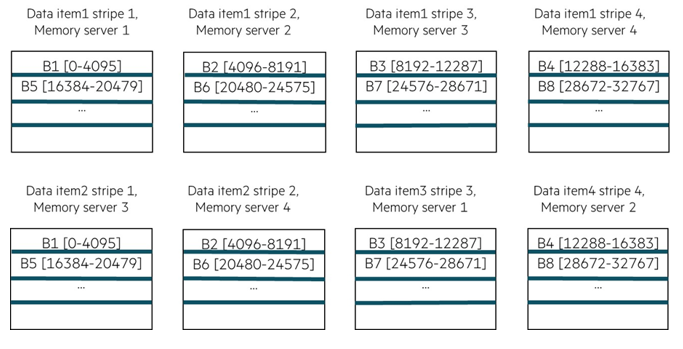 Data item1 stripe 1,
Memory server 1
Data item1 stripe 2,
Memory server 2
Data item1 stripe 3,
Memory server 3
Data item1 stripe 4,
Memory server 4
B1 [0-4095]
B5 [16384-20479]
...
B2 [4096-8191]
B6 [20480-24575]
...
B3 [8192-12287]
B7 [24576-28671]
...
B4 [12288-16383]
B8 [28672-32767]
...
Data item2 stripe 1,
Memory server 3
Data item2 stripe 2,
Memory server 4
Data item3 stripe 3,
Memory server 1
Data item4 stripe 4,
Memory server 2
B1 [0-4095]
B5 [16384-20479]
...
B2 [4096-8191]
B6 [20480-24575]
...
B3 [8192-12287]
B7 [24576-28671]
...
B4 [12288-16383]
B8 [28672-32767]
...